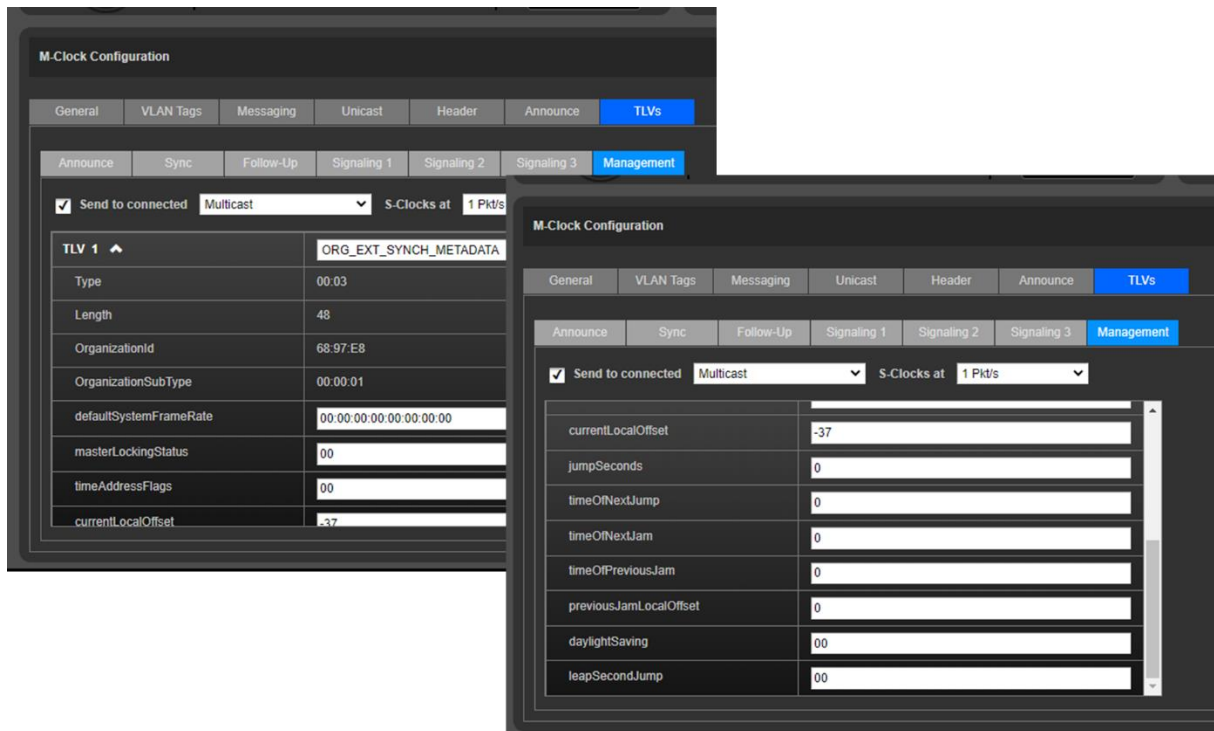 M-Clock Configuration
General VLAN Tags Messaging Unicast Header Announce TLVs
Announce Sync Follow-Up Signaling 1 Signaling 2 Signaling 3 Management
Send to connected Multicast S-Clocks at 1 Pkt/s
TLV 1 ORG_EXT_SYNCH_METADATA
Type 00:03
Length 48
OrganizationId 68:97:E8
OrganizationSubType 00:00:01
defaultSystemFrameRate 00:00:00:00:00:00:00:00
masterLockingStatus 00
timeAddressFlags 00
currentLocalOffset -37
M-Clock Configuration
General VLAN Tags Messaging Unicast Header Announce TLVs
Announce Sync Follow-Up Signaling 1 Signaling 2 Signaling 3 Management
Send to connected Multicast S-Clocks at 1 Pkt/s
currentLocalOffset -37
jumpSeconds 0
timeOfNextJump 0
timeOfNextJam 0
timeOfPreviousJam 0
previousJamLocalOffset 0
daylightSaving 00
leapSecondJump 00